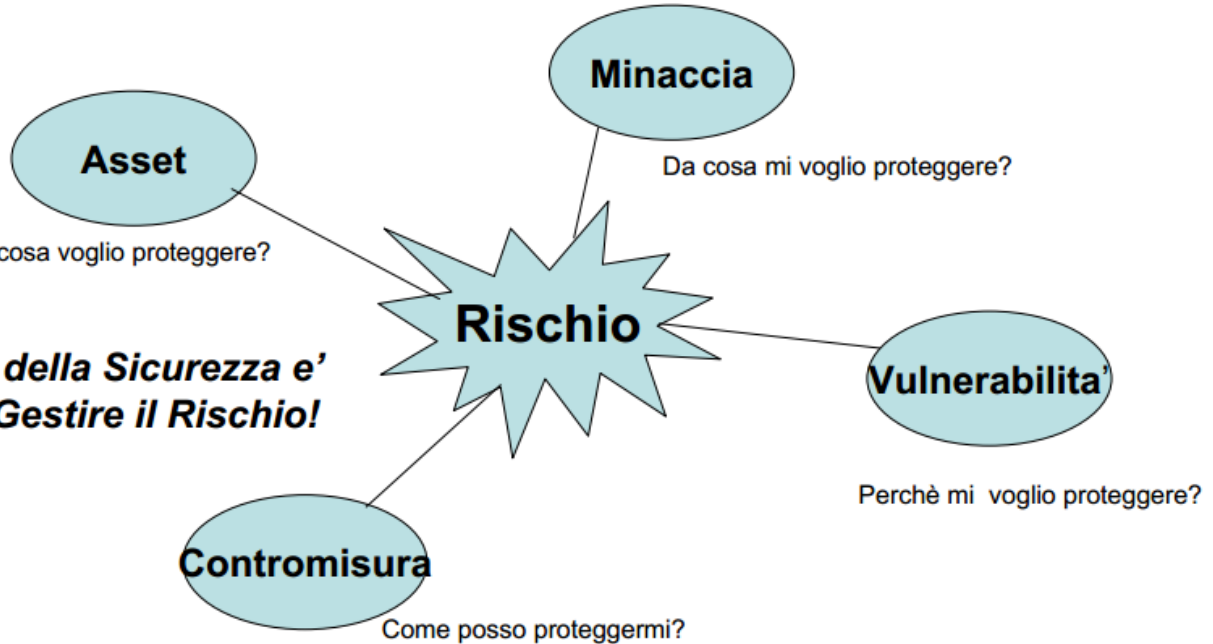 Minaccia
Asset
Da cosa mi voglio proteggere?
cosa voglio proteggere?
Rischio
della Sicurezza e'
Gestire il Rischio!
Vulnerabilita'
Perchè mi voglio proteggere?
Contromisura
Come posso proteggermi?